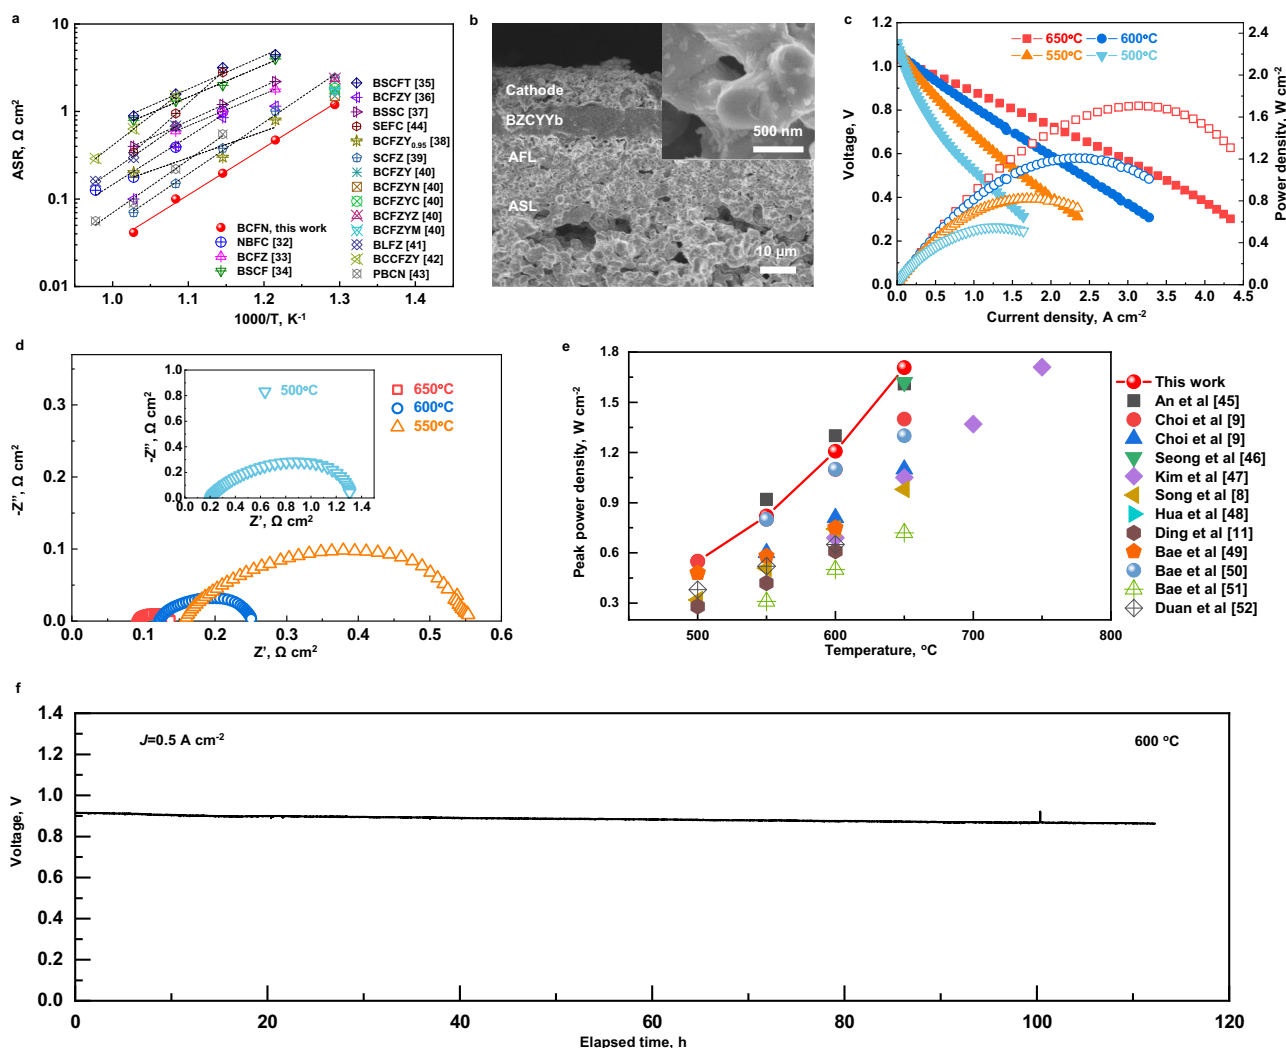 a
ASR, Ω cm2
10
1
0.1
0.01
1.0
1.1
1.2
1.3
1.4
1000/T, K-1
BCFN, this work
NBFC [32]
BCFZ [33]
BSCF [34]
BSCFT [35]
BCFZY [36]
BSSC [37]
SEFC [44]
BCFZY0.95 [38]
SCFZ [39]
BCFZY [40]
BCFZYN [40]
BCFZYC [40]
BCFZYZ [40]
BCFZYM [40]
BLFZ [41]
BCCFZY [42]
PBCN [43]
b
Cathode
BZCYYb
AFL
ASL
500 nm
10 μm
c
650°C
600°C
550°C
500°C
Voltage, V
1.2
1.0
0.8
0.6
0.4
0.2
0.0
Power density, W cm-2
2.4
2.0
1.6
1.2
0.8
0.4
0.0
0.0 0.5 1.0 1.5 2.0 2.5 3.0 3.5 4.0 4.5
Current density, A cm-2
d
-Z'', Ω cm2
0.3
0.2
0.1
0.0
0.0 0.1 0.2 0.3 0.4 0.5 0.6
Z', Ω cm2
650°C
600°C
550°C
500°C
-Z'', Ω cm2
1.0
0.8
0.6
0.4
0.2
0.0
0.0 0.2 0.4 0.6 0.8 1.0 1.2 1.4
Z', Ω cm2
e
Peak power density, W cm-2
1.8
1.5
1.2
0.9
0.6
0.3
500 600 700 800
Temperature, °C
This work
An et al [45]
Choi et al [9]
Choi et al [9]
Seong et al [46]
Kim et al [47]
Song et al [8]
Hua et al [48]
Ding et al [11]
Bae et al [49]
Bae et al [50]
Bae et al [51]
Duan et al [52]
f
J=0.5 A cm-2
600 °C
Voltage, V
1.4
1.2
1.0
0.8
0.6
0.4
0.2
0.0
0 20 40 60 80 100 120
Elapsed time, h